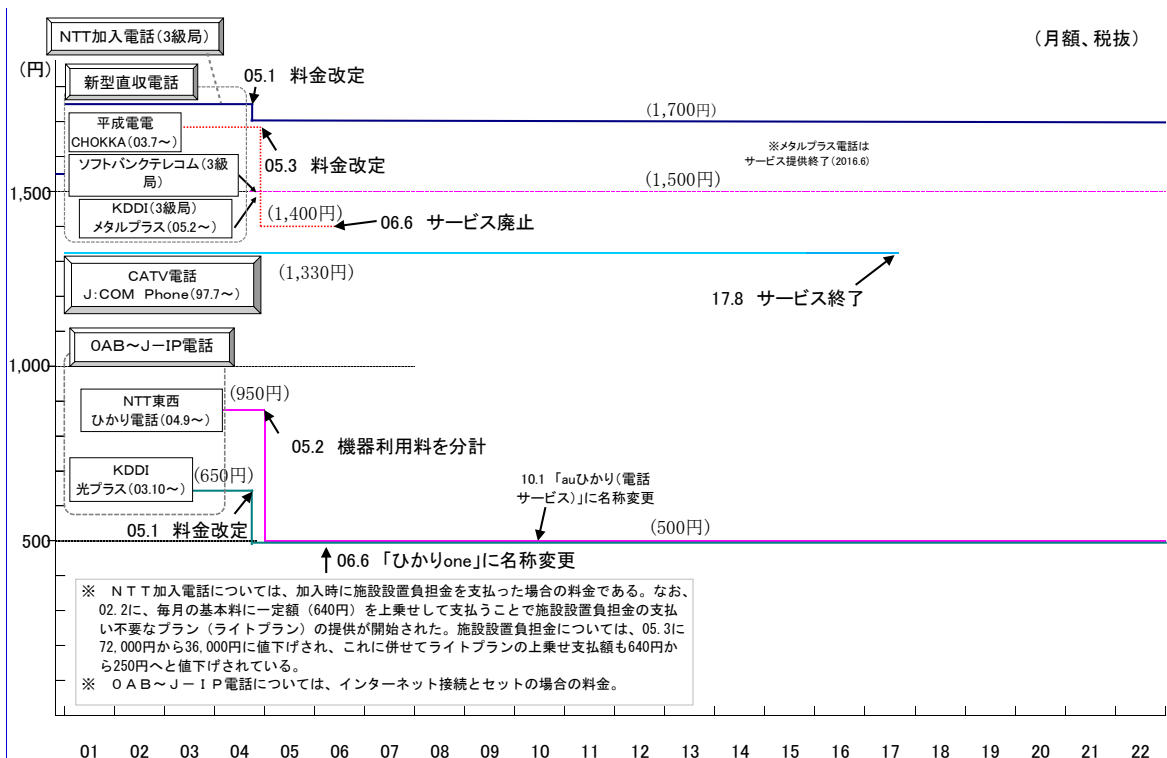 NTT加入電話(3級局)
(月額、税抜)
(円)
新型直収電話
05.1 料金改定
平成電電
CHOKKA(03.7～)
(1,700円)
05.3 料金改定
※メタルプラス電話は
サービス提供終了(2016.6)
ソフトバンクテレコム(3級
局)
1,500
(1,500円)
KDDI(3級局)
メタルプラス(05.2～)
(1,400円)
06.6 サービス廃止
CATV電話
J:COM Phone(97.7～)
(1,330円)
17.8 サービス終了
0AB～J－IP電話
1,000
NTT東西
ひかり電話(04.9～)
(950円)
05.2 機器利用料を分計
KDDI
光プラス(03.10～)
(650円)
05.1 料金改定
10.1 「auひかり(電話
サービス)」に名称変更
(500円)
500
06.6 「ひかりone」に名称変更
※ NTT加入電話については、加入時に施設設置負担金を支払った場合の料金である。なお、
02.2に、毎月の基本料に一定額（640円）を上乗せして支払うことで施設設置負担金の支払
い不要なプラン（ライトプラン）の提供が開始された。施設設置負担金については、05.3に
72,000円から36,000円に値下げされ、これに併せてライトプランの上乗せ支払額も640円か
ら250円へと値下げされている。
※ 0AB～J－IP電話については、インターネット接続とセットの場合の料金。
01 02 03 04 05 06 07 08 09 10 11 12 13 14 15 16 17 18 19 20 21 22